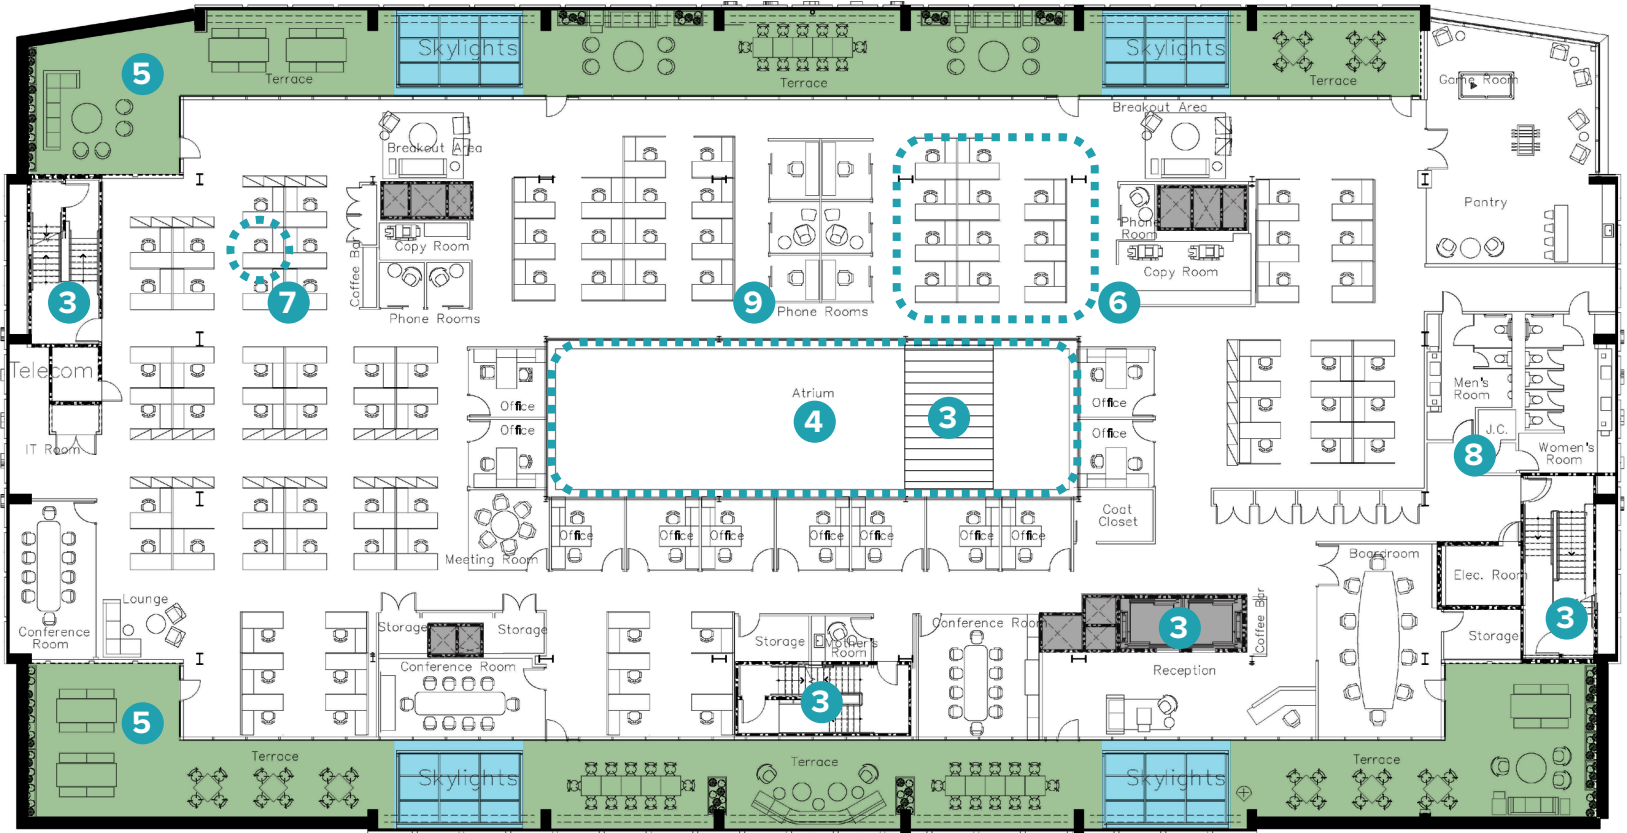 Skylights
Skylights
5
Terrace
Terrace
Terrace
Game Room
Breakout Area
Breakout Area
Pantry
Phone
Room
Copy Room
Coffee Bar
Copy Room
3
7
9
6
Phone Rooms
Phone Rooms
Telecom
Atrium
4
3
Office
Office
Men's
Room
Office
Office
J.C.
IT Room
8
Women's
Room
Coat
Closet
Office
Office
Office
Office
Office
Office
Office
Meeting Room
Boardroom
Elec. Room
Lounge
Coffee Bar
Conference
Room
Storage
Storage
Storage
Mother's
Room
Conference Room
3
3
Storage
Conference Room
Reception
3
5
Terrace
Terrace
Terrace
Skylights
Skylights